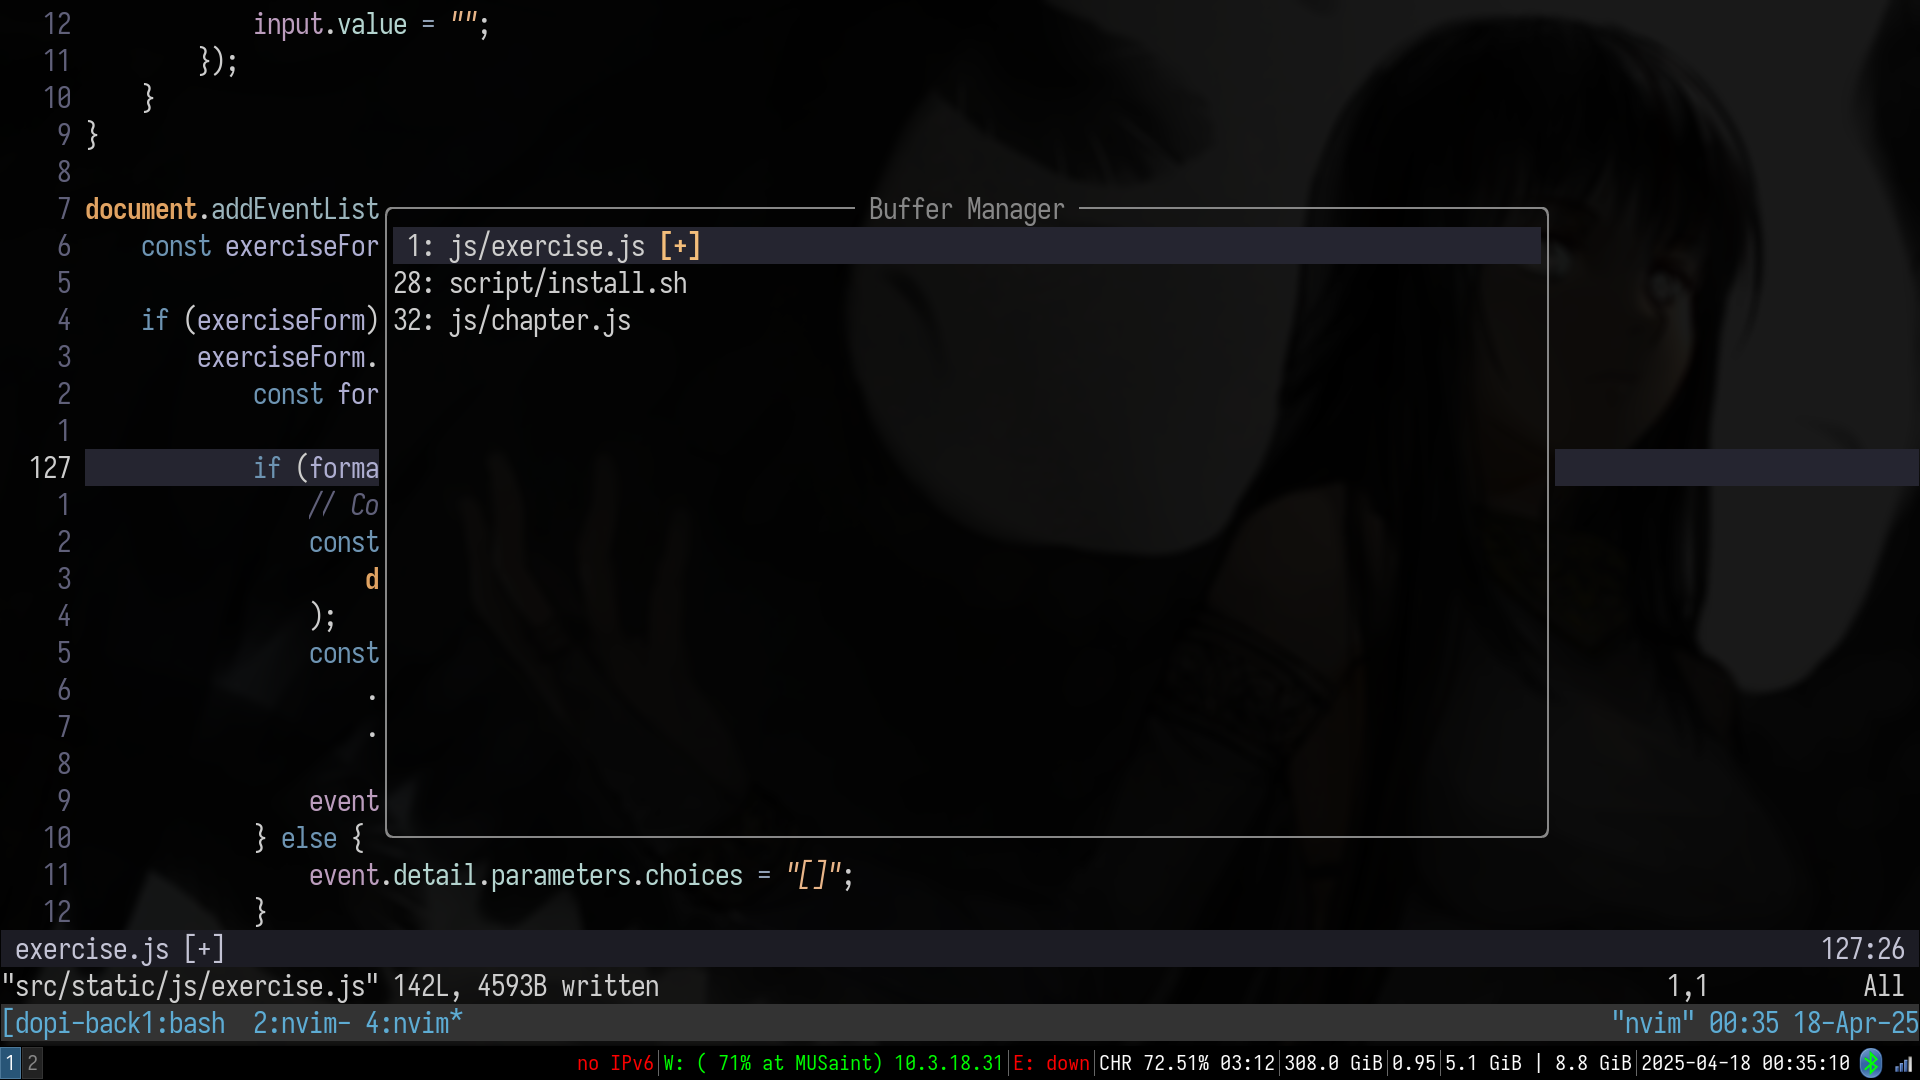 12 input.value = "";
11 });
10 }
9 }
8
7 document.addEventList Buffer Manager
6 const exerciseFor 1: js/exercise.js [+]
5 28: script/install.sh
4 if (exerciseForm) 32: js/chapter.js
3 exerciseForm.
2 const for
1
127 if (forma
1 // Co
2 const
3 d
4 );
5 const
6 .
7 .
8
9 event
10 } else {
11 event.detail.parameters.choices = "[]";
12 }
exercise.js [+] 127:26
"src/static/js/exercise.js" 142L, 4593B written 1,1 All
[dopi-back1:bash 2:nvim- 4:nvim* "nvim" 00:35 18-Apr-25
1 2 no IPv6|W: ( 71% at MUSaint) 10.3.18.31|E: down|CHR 72.51% 03:12|308.0 GiB|0.95|5.1 GiB | 8.8 GiB|2025-04-18 00:35:10